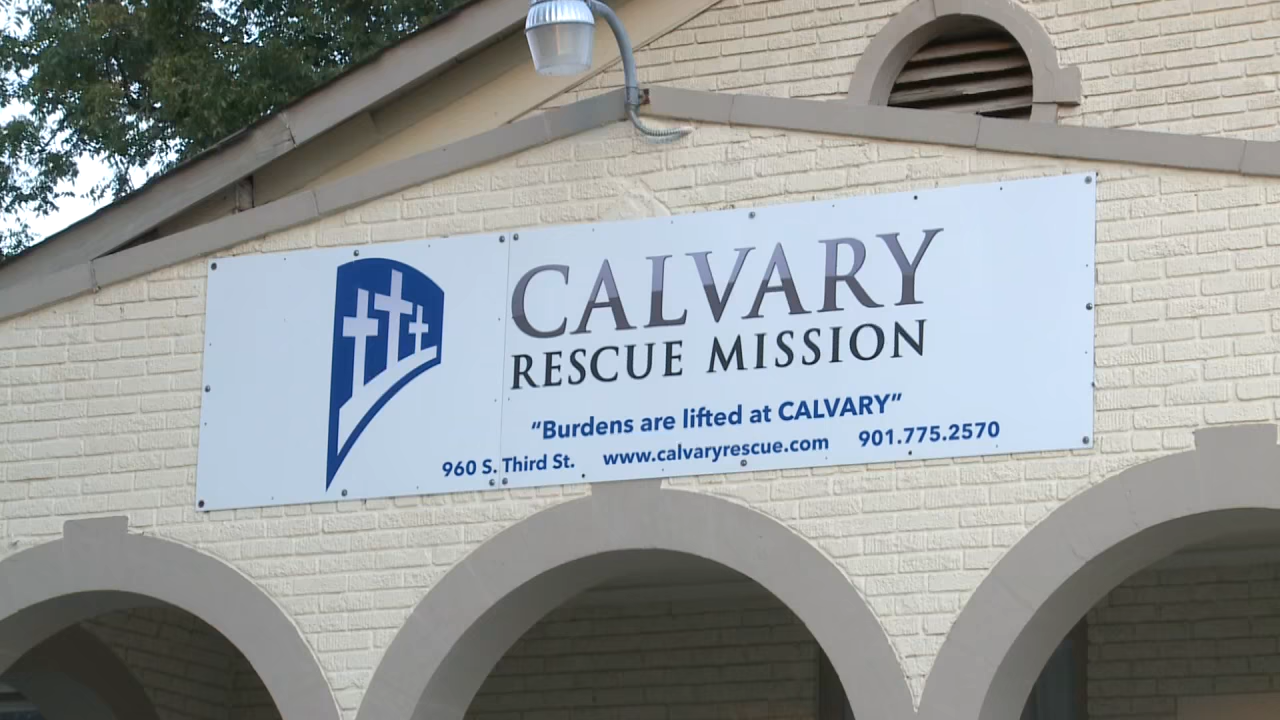 CALVARY
RESCUE MISSION
“Burdens are lifted at CALVARY”
960 S. Third St. www.calvaryrescue.com 901.775.2570